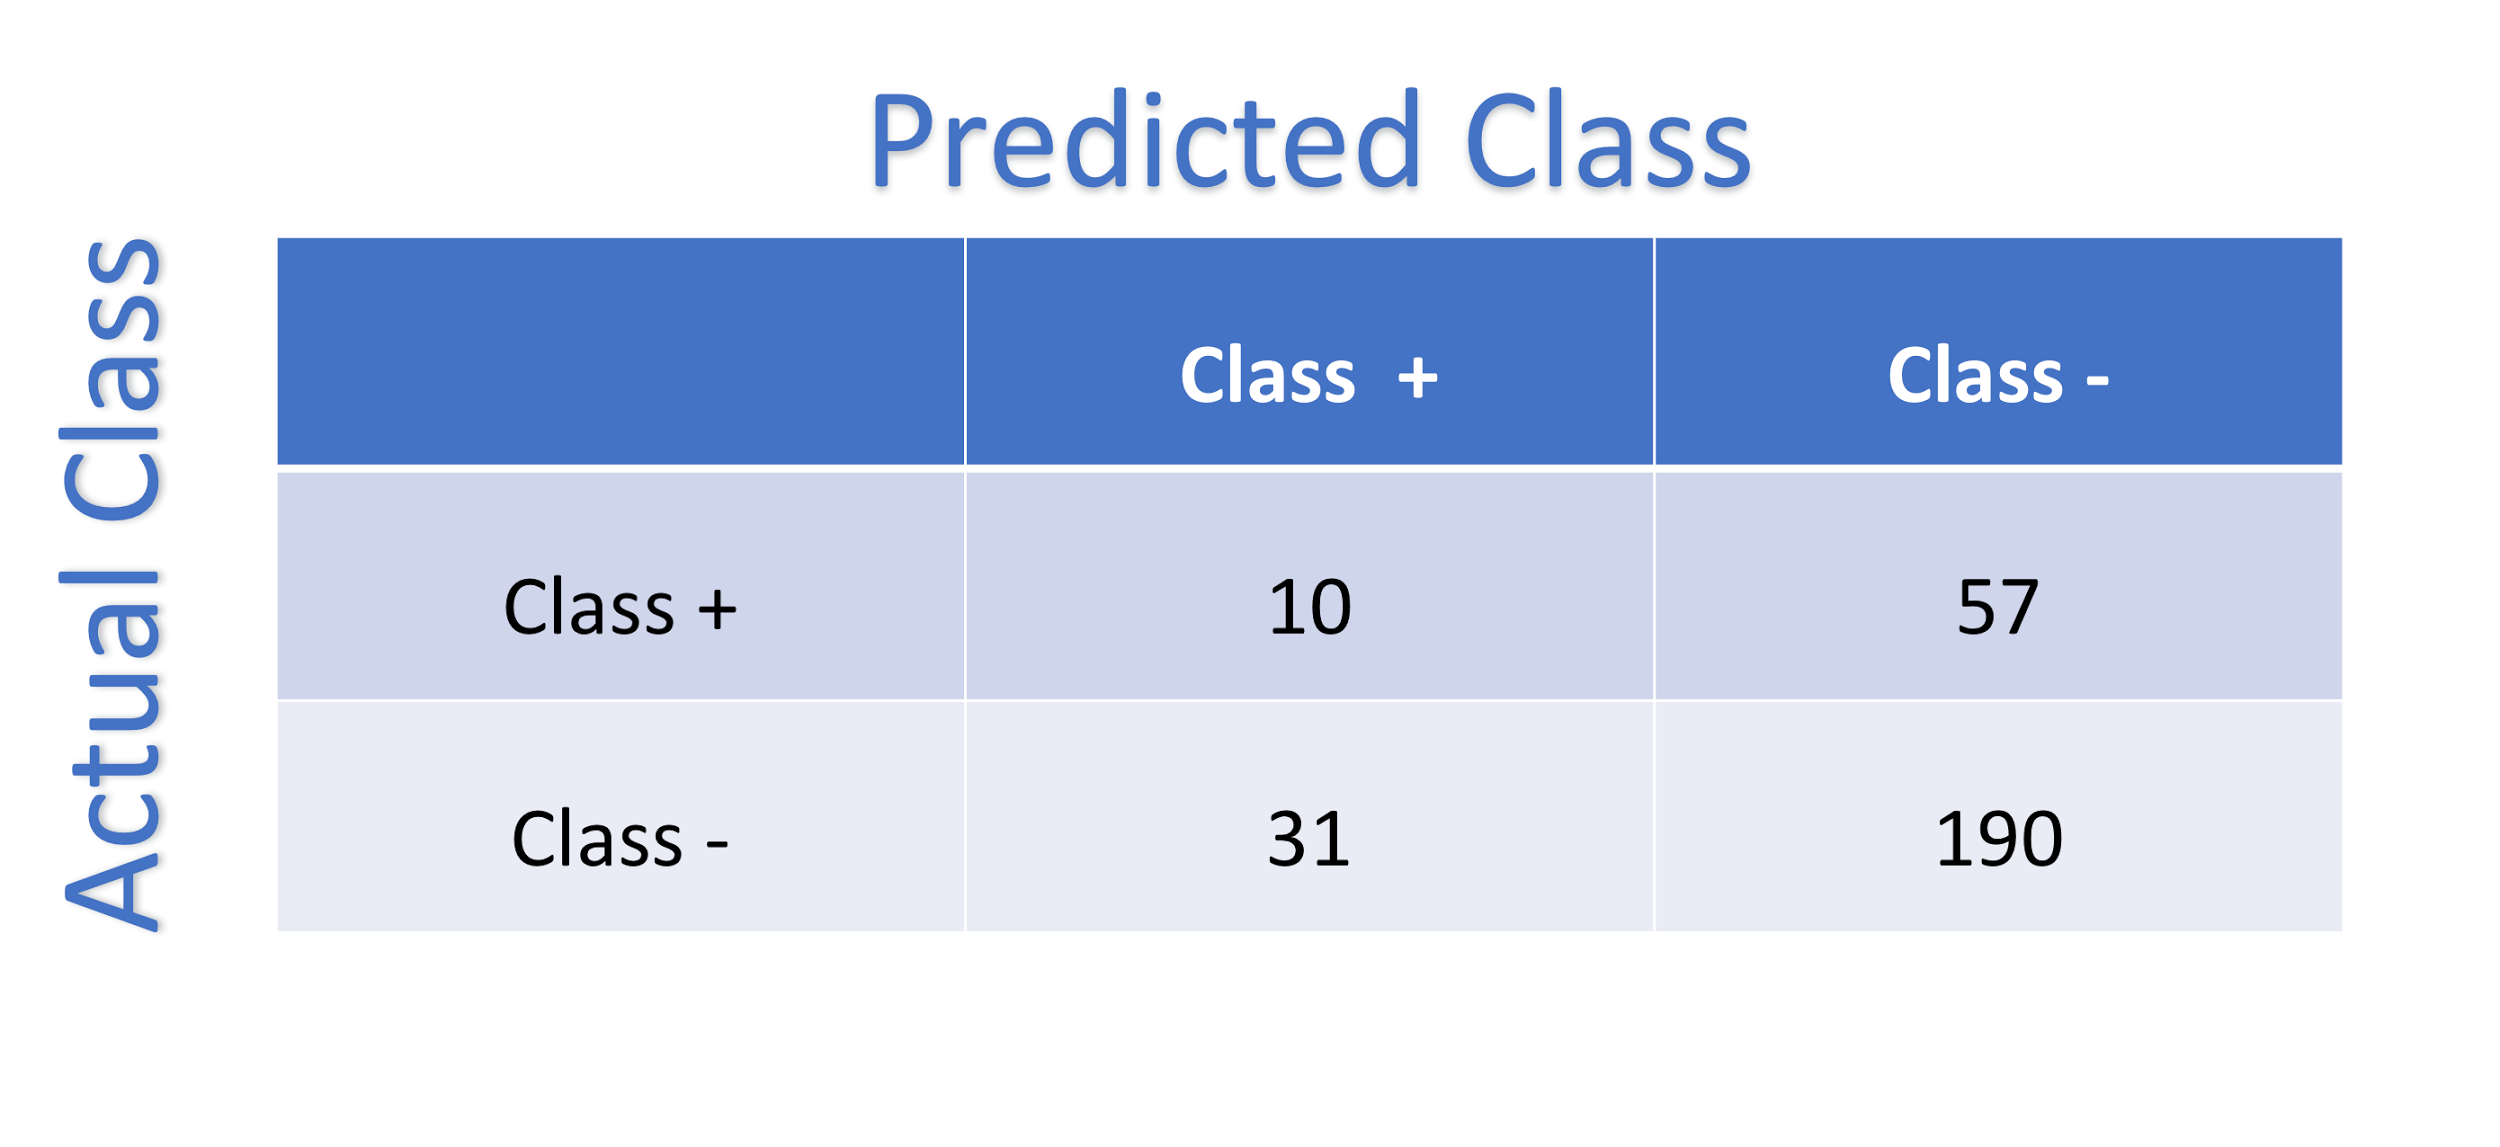 Predicted Class
Actual Class
Class  +
Class -
Class +
10
57
Class -
31
190